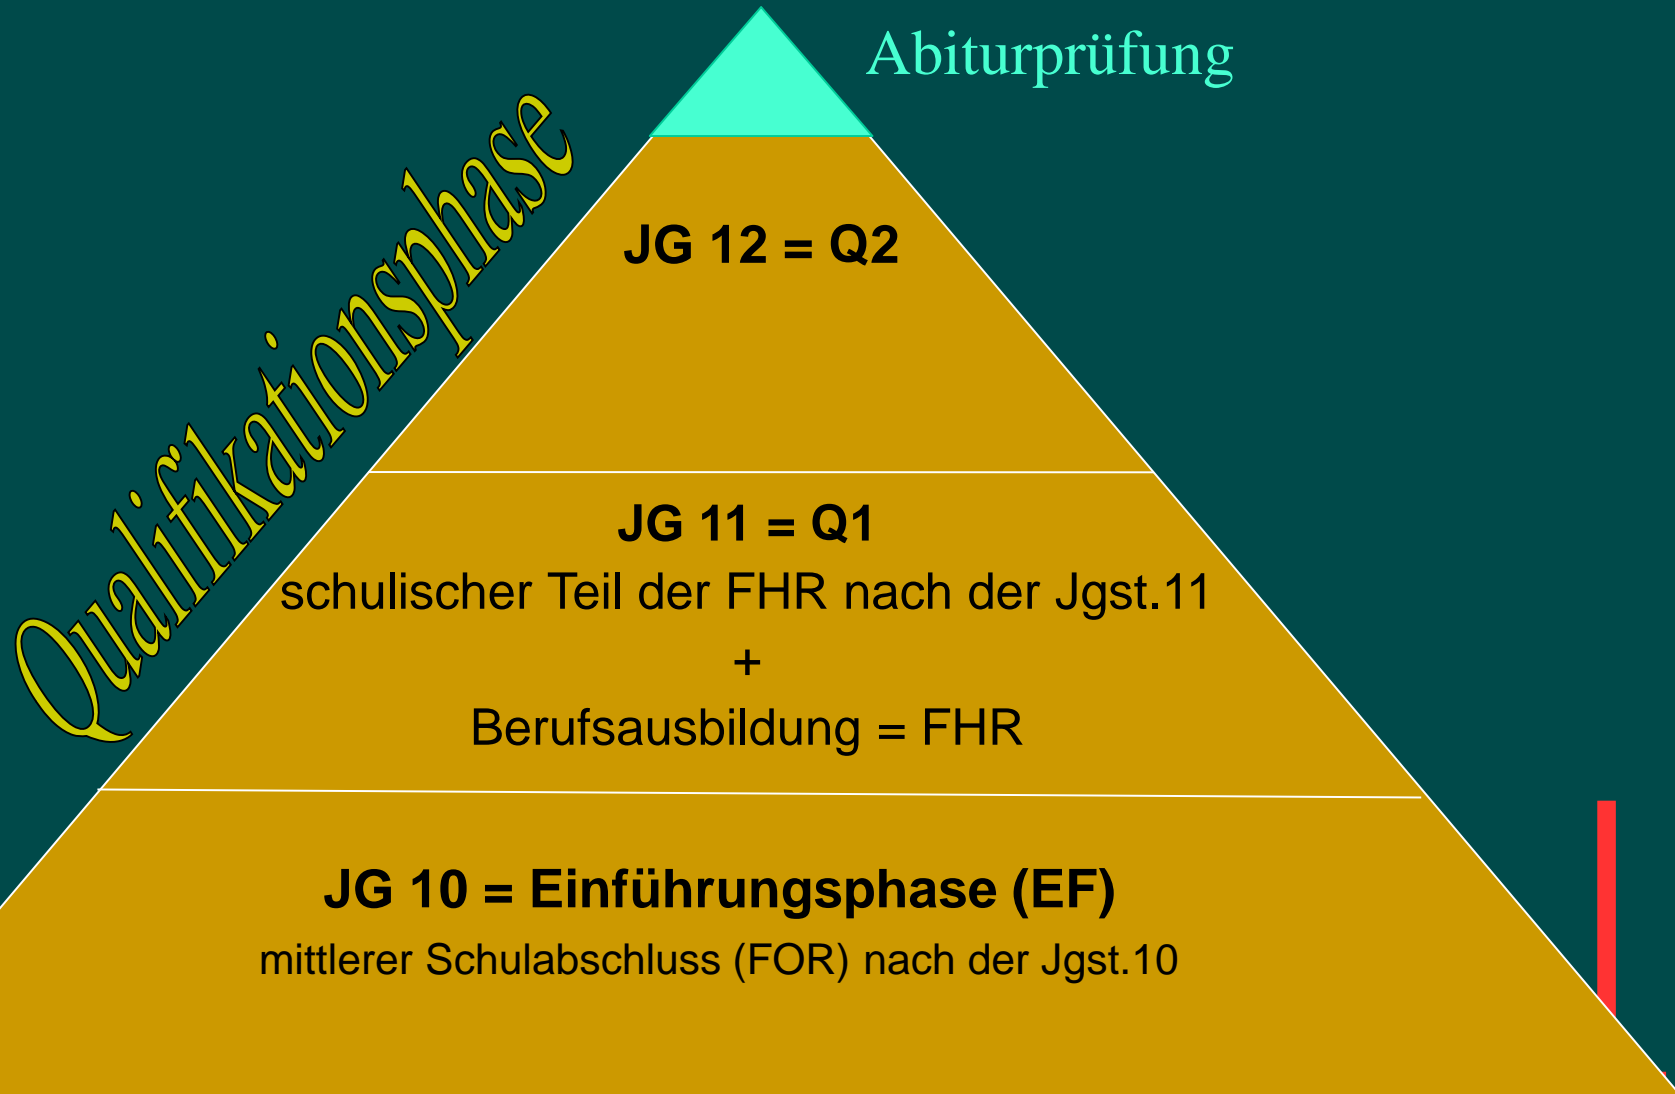 Abiturprüfung
Qualifikationsphase
JG 12 = Q2
JG 11 = Q1
schulischer Teil der FHR nach der Jgst.11
+
Berufsausbildung = FHR
JG 10 = Einführungsphase (EF)
mittlerer Schulabschluss (FOR) nach der Jgst.10